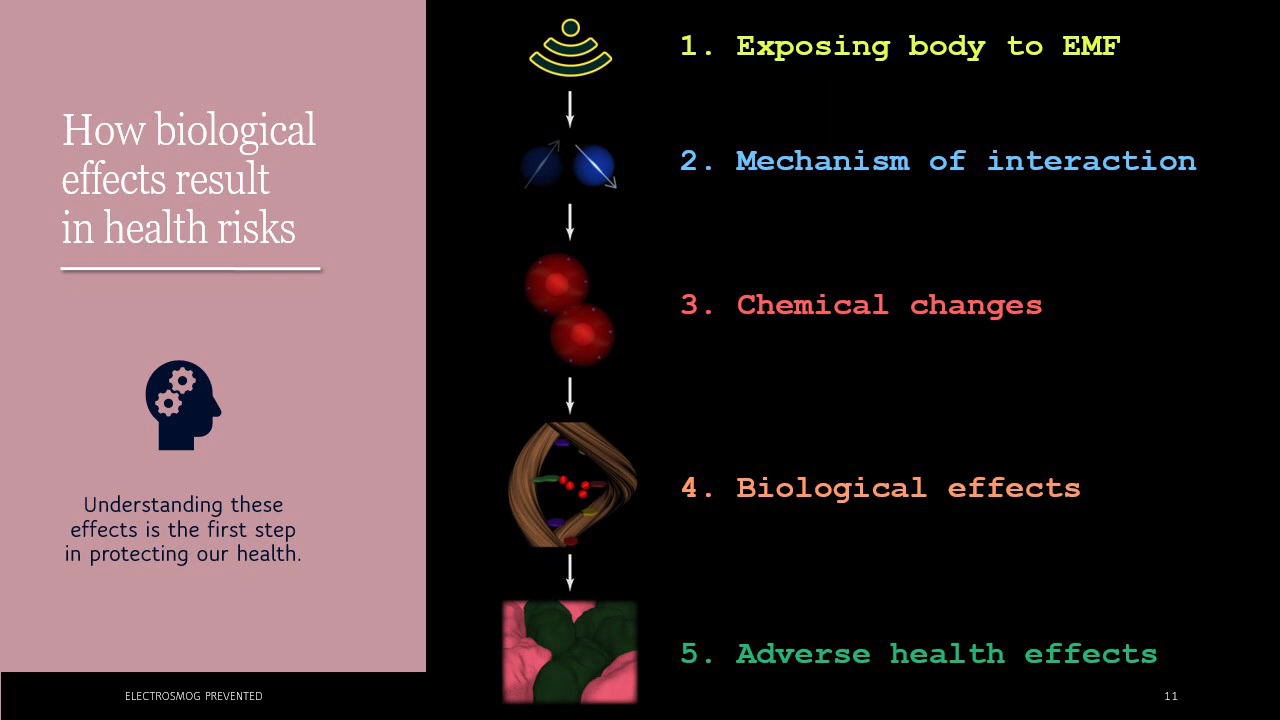 How biological
effects result
in health risks
Understanding these
effects is the first step
in protecting our health.
1. Exposing body to EMF
2. Mechanism of interaction
3. Chemical changes
4. Biological effects
5. Adverse health effects
ELECTROSMOG PREVENTED
11